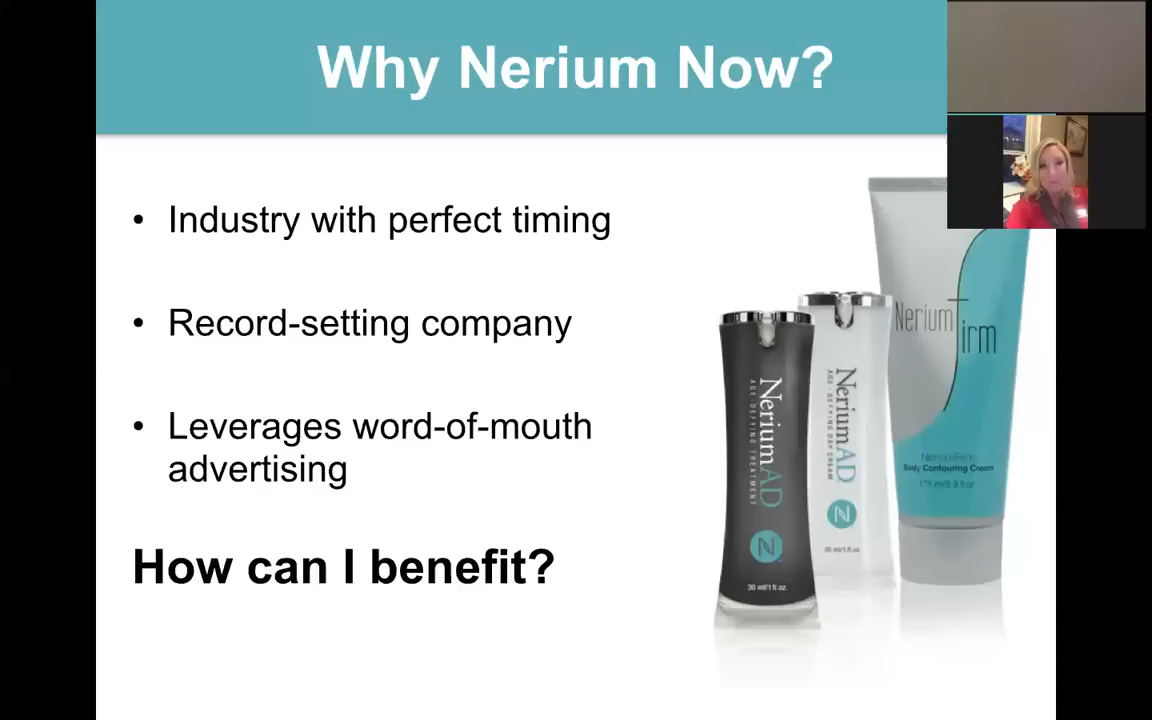 Why Nerium Now?
• Industry with perfect timing
• Record-setting company
• Leverages word-of-mouth
advertising
How can I benefit?
NeriumAD
AGE-DEFYING TREATMENT
N
30 ml/1 fl.oz.
NeriumAD
AGE-DEFYING DAY CREAM
N
30 ml/1 fl.oz.
NeriumFirm
NeriumFirm
Body Contouring Cream